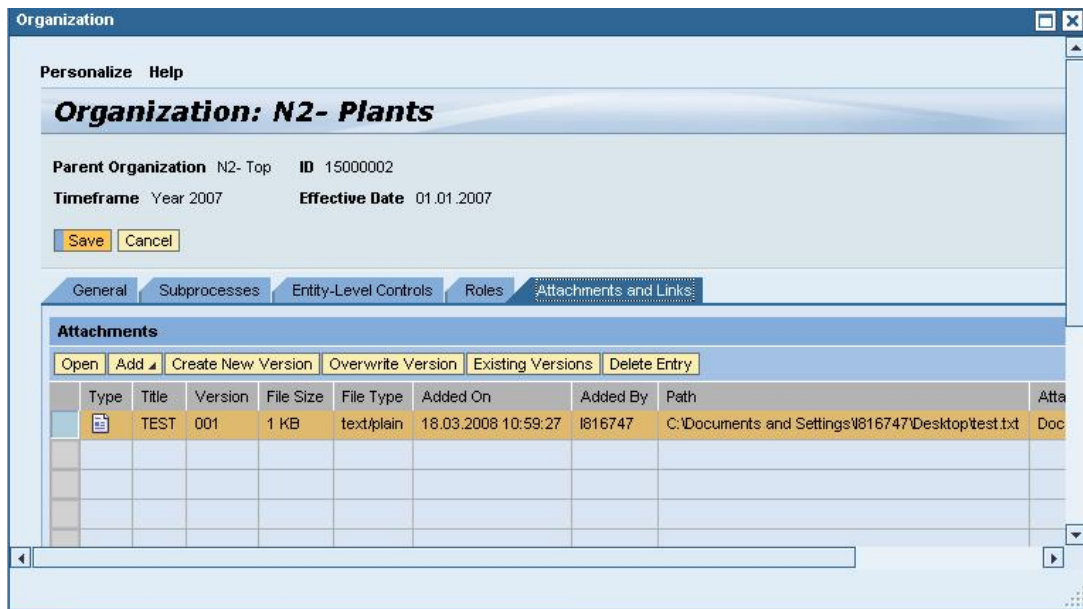 Organization
Personalize Help
Organization: N2- Plants
Parent Organization N2- Top ID 15000002
Timeframe Year 2007 Effective Date 01.01.2007
Save Cancel
General Subprocesses Entity-Level Controls Roles Attachments and Links
Attachments
Open Add Create New Version Overwrite Version Existing Versions Delete Entry
Type Title Version File Size File Type Added On Added By Path Atta
TEST 001 1 KB text/plain 18.03.2008 10:59:27 I816747 C:\Documents and Settings\I816747\Desktop\test.txt Doc